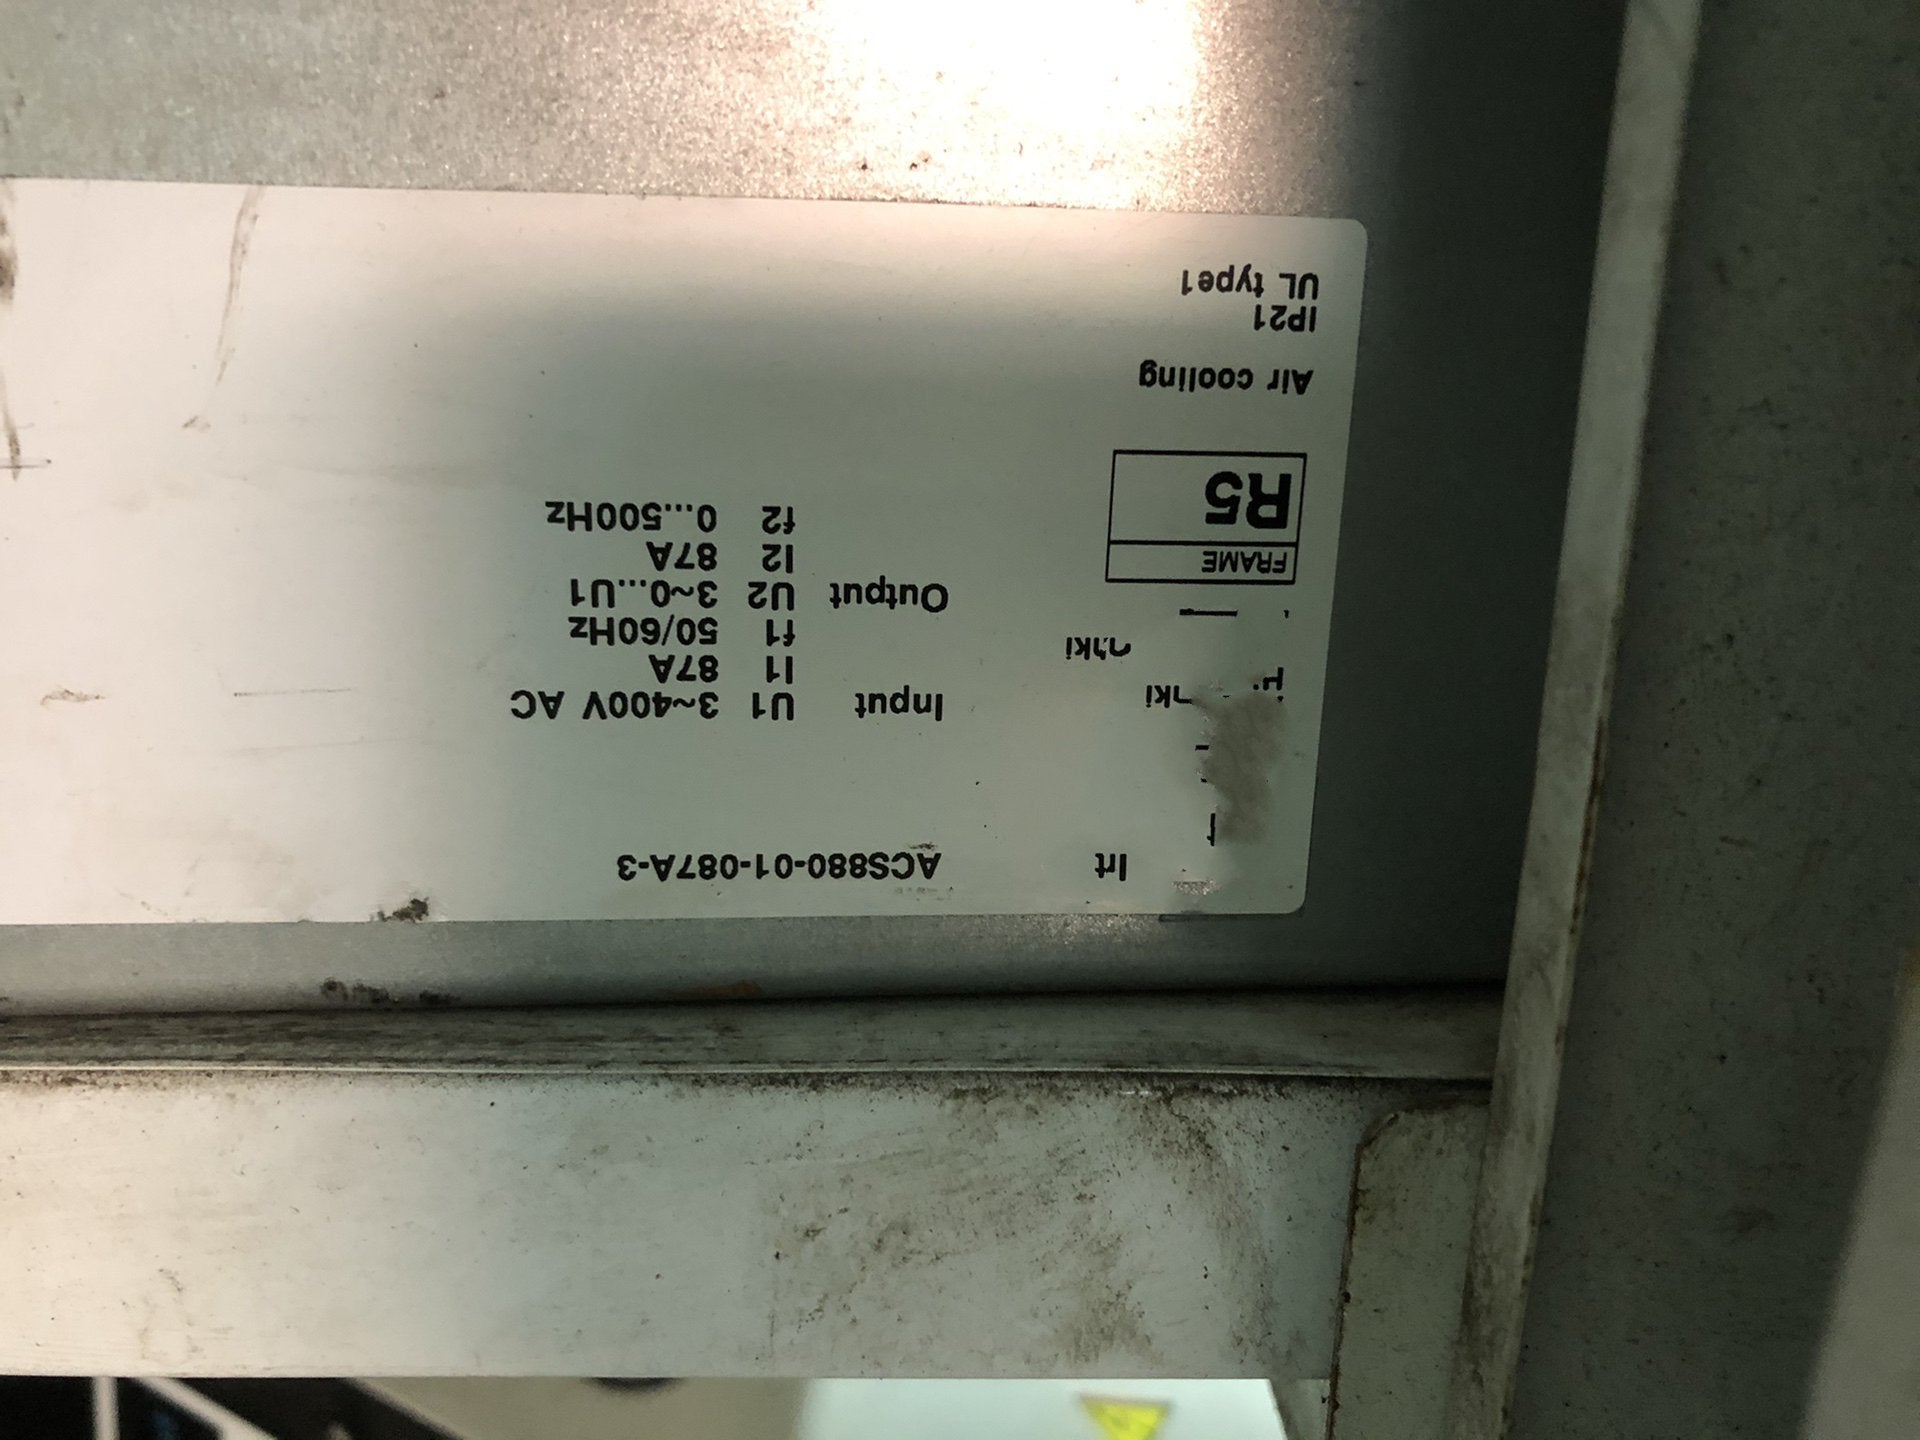 ACS880-01-087A-3
Input U1 3~400V AC
I1 87A
f1 50/60Hz
Output U2 3~0...U1
I2 87A
f2 0...500Hz
FRAME
R5
Air cooling
IP21
UL type1